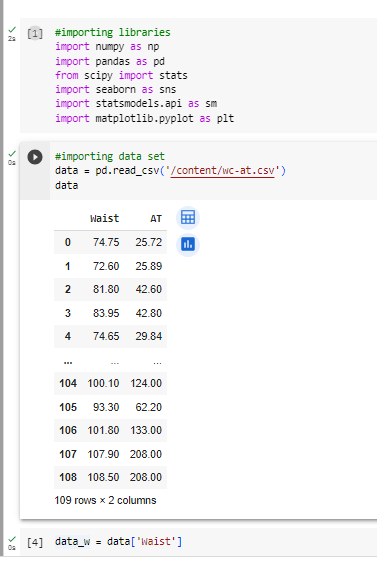 [1] #importing libraries
2s
import numpy as np
import pandas as pd
from scipy import stats
import seaborn as sns
import statsmodels.api as sm
import matplotlib.pyplot as plt
0s
#importing data set
data = pd.read_csv('/content/wc-at.csv')
data
Waist AT
0 74.75 25.72
1 72.60 25.89
2 81.80 42.60
3 83.95 42.80
4 74.65 29.84
... ... ...
104 100.10 124.00
105 93.30 62.20
106 101.80 133.00
107 107.90 208.00
108 108.50 208.00
109 rows × 2 columns
0s
[4] data_w = data['Waist']